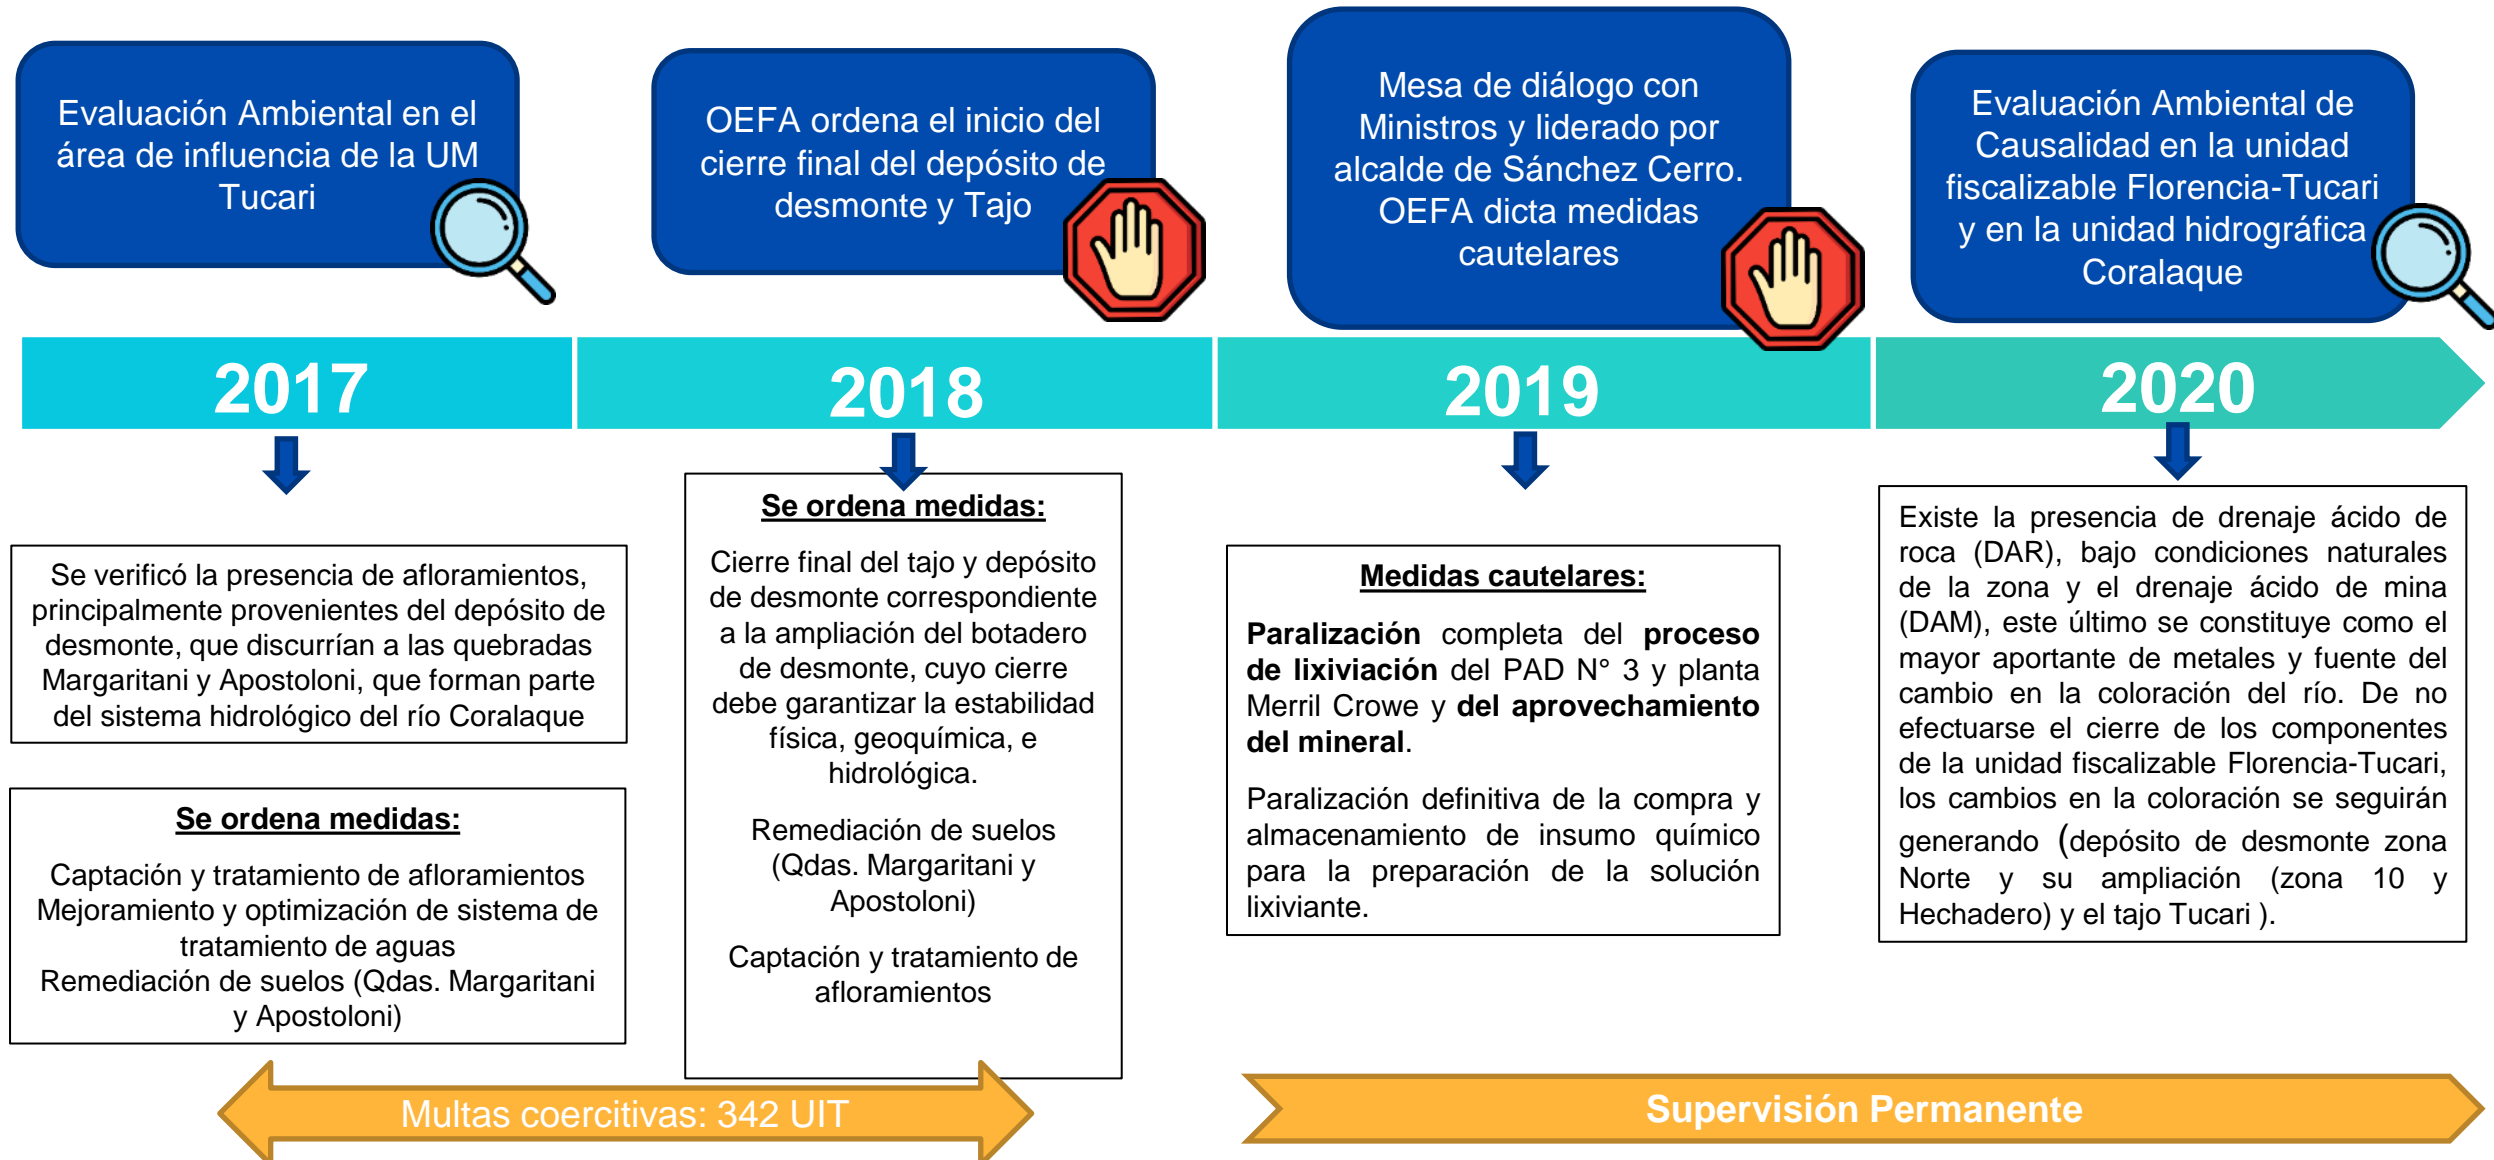 Evaluación Ambiental en el
área de influencia de la UM
Tucari
OEFA ordena el inicio del
cierre final del depósito de
desmonte y Tajo
Mesa de diálogo con
Ministros y liderado por
alcalde de Sánchez Cerro.
OEFA dicta medidas
cautelares
Evaluación Ambiental de
Causalidad en la unidad
fiscalizable Florencia-Tucari
y en la unidad hidrográfica
Coralaque
2017
2018
2019
2020
Se verificó la presencia de afloramientos,
principalmente provenientes del depósito de
desmonte, que discurrían a las quebradas
Margaritani y Apostoloni, que forman parte
del sistema hidrológico del río Coralaque
Se ordena medidas:
Captación y tratamiento de afloramientos
Mejoramiento y optimización de sistema de
tratamiento de aguas
Remediación de suelos (Qdas. Margaritani
y Apostoloni)
Se ordena medidas:
Cierre final del tajo y depósito
de desmonte correspondiente
a la ampliación del botadero
de desmonte, cuyo cierre
debe garantizar la estabilidad
física, geoquímica, e
hidrológica.
Remediación de suelos
(Qdas. Margaritani y
Apostoloni)
Captación y tratamiento de
afloramientos
Medidas cautelares:
Paralización completa del proceso
de lixiviación del PAD N° 3 y planta
Merril Crowe y del aprovechamiento
del mineral.
Paralización definitiva de la compra y
almacenamiento de insumo químico
para la preparación de la solución
lixiviante.
Existe la presencia de drenaje ácido de
roca (DAR), bajo condiciones naturales
de la zona y el drenaje ácido de mina
(DAM), este último se constituye como el
mayor aportante de metales y fuente del
cambio en la coloración del río. De no
efectuarse el cierre de los componentes
de la unidad fiscalizable Florencia-Tucari,
los cambios en la coloración se seguirán
generando (depósito de desmonte zona
Norte y su ampliación (zona 10 y
Hechadero) y el tajo Tucari ).
Multas coercitivas: 342 UIT
Supervisión Permanente